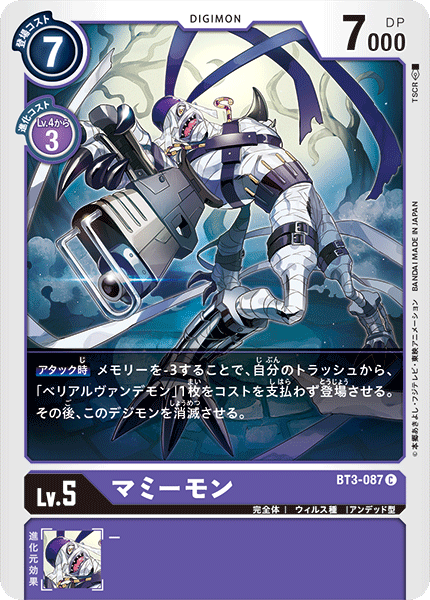 登場コスト
7
DIGIMON
7000
DP
進化コスト
Lv.4から
3
TSCR
©本郷あきよし・フジテレビ・東映アニメーション BANDAI MADE IN JAPAN
アタック時 メモリーを-3することで、自分のトラッシュから、
「ベリアルヴァンデモン」1枚をコストを支払わず登場させる。
その後、このデジモンを消滅させる。
BT3-087 C
Lv.5
マミーモン
完全体 | ウィルス種 | アンデッド型
進化元効果
ー